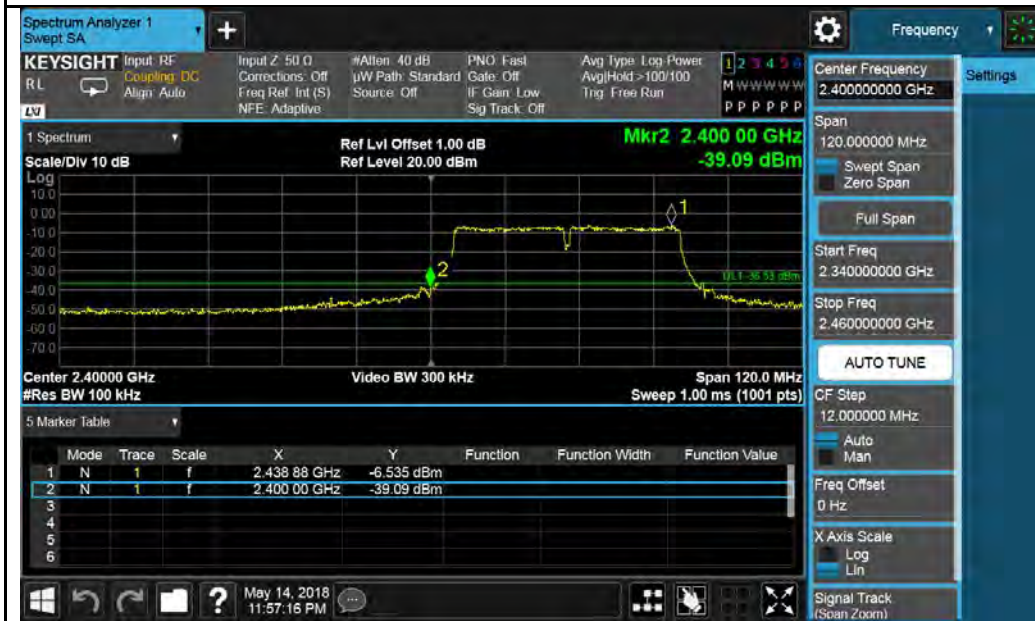 Spectrum Analyzer 1
Swept SA
+
Frequency
KEYSIGHT
RL
LXI
Input: RF
Coupling: DC
Align: Auto
Input Z: 50 Ω
Corrections: Off
Freq Ref: Int (S)
NFE: Adaptive
#Atten: 40 dB
µW Path: Standard
Source: Off
PNO: Fast
Gate: Off
IF Gain: Low
Sig Track: Off
Avg Type: Log-Power
Avg|Hold:>100/100
Trig: Free Run
1 2 3 4 5 6
M W W W W W
P P P P P P
1 Spectrum
Scale/Div 10 dB
Ref Lvl Offset 1.00 dB
Ref Level 20.00 dBm
Mkr2 2.400 00 GHz
-39.09 dBm
Log
10.0
0.00
-10.0
-20.0
-30.0
-40.0
-50.0
-60.0
-70.0
1
2
DL1 -36.53 dBm
Center 2.40000 GHz
#Res BW 100 kHz
Video BW 300 kHz
Span 120.0 MHz
Sweep 1.00 ms (1001 pts)
5 Marker Table
Mode Trace Scale X Y Function Function Width Function Value
1 N 1 f 2.438 88 GHz -6.535 dBm
2 N 1 f 2.400 00 GHz -39.09 dBm
3
4
5
6
?
May 14, 2018
11:57:16 PM
Center Frequency
2.400000000 GHz
Settings
Span
120.000000 MHz
Swept Span
Zero Span
Full Span
Start Freq
2.340000000 GHz
Stop Freq
2.460000000 GHz
AUTO TUNE
CF Step
12.000000 MHz
Auto
Man
Freq Offset
0 Hz
X Axis Scale
Log
Lin
Signal Track
(Span Zoom)